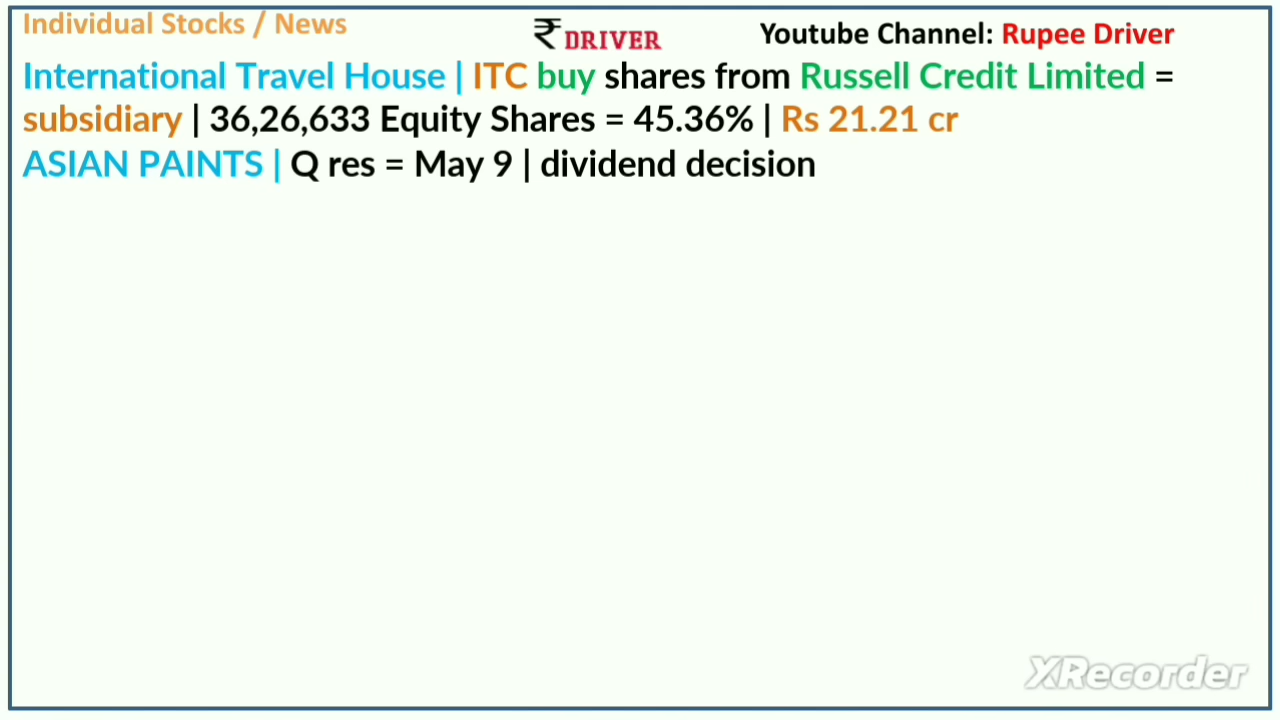 Individual Stocks / News
₹ DRIVER
Youtube Channel: Rupee Driver
International Travel House | ITC buy shares from Russell Credit Limited =
subsidiary | 36,26,633 Equity Shares = 45.36% | Rs 21.21 cr
ASIAN PAINTS | Q res = May 9 | dividend decision
XRecorder